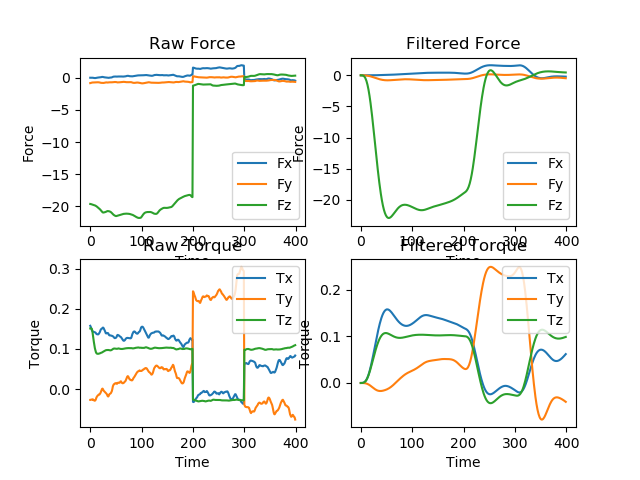 Raw Force
Force
0
−5
−10
−15
−20
0 100 200 300 400
Time
Fx
Fy
Fz
Filtered Force
Force
0
−5
−10
−15
−20
0 100 200 300 400
Time
Fx
Fy
Fz
Raw Torque
Torque
0.3
0.2
0.1
0.0
0 100 200 300 400
Time
Tx
Ty
Tz
Filtered Torque
Torque
0.2
0.1
0.0
0 100 200 300 400
Time
Tx
Ty
Tz